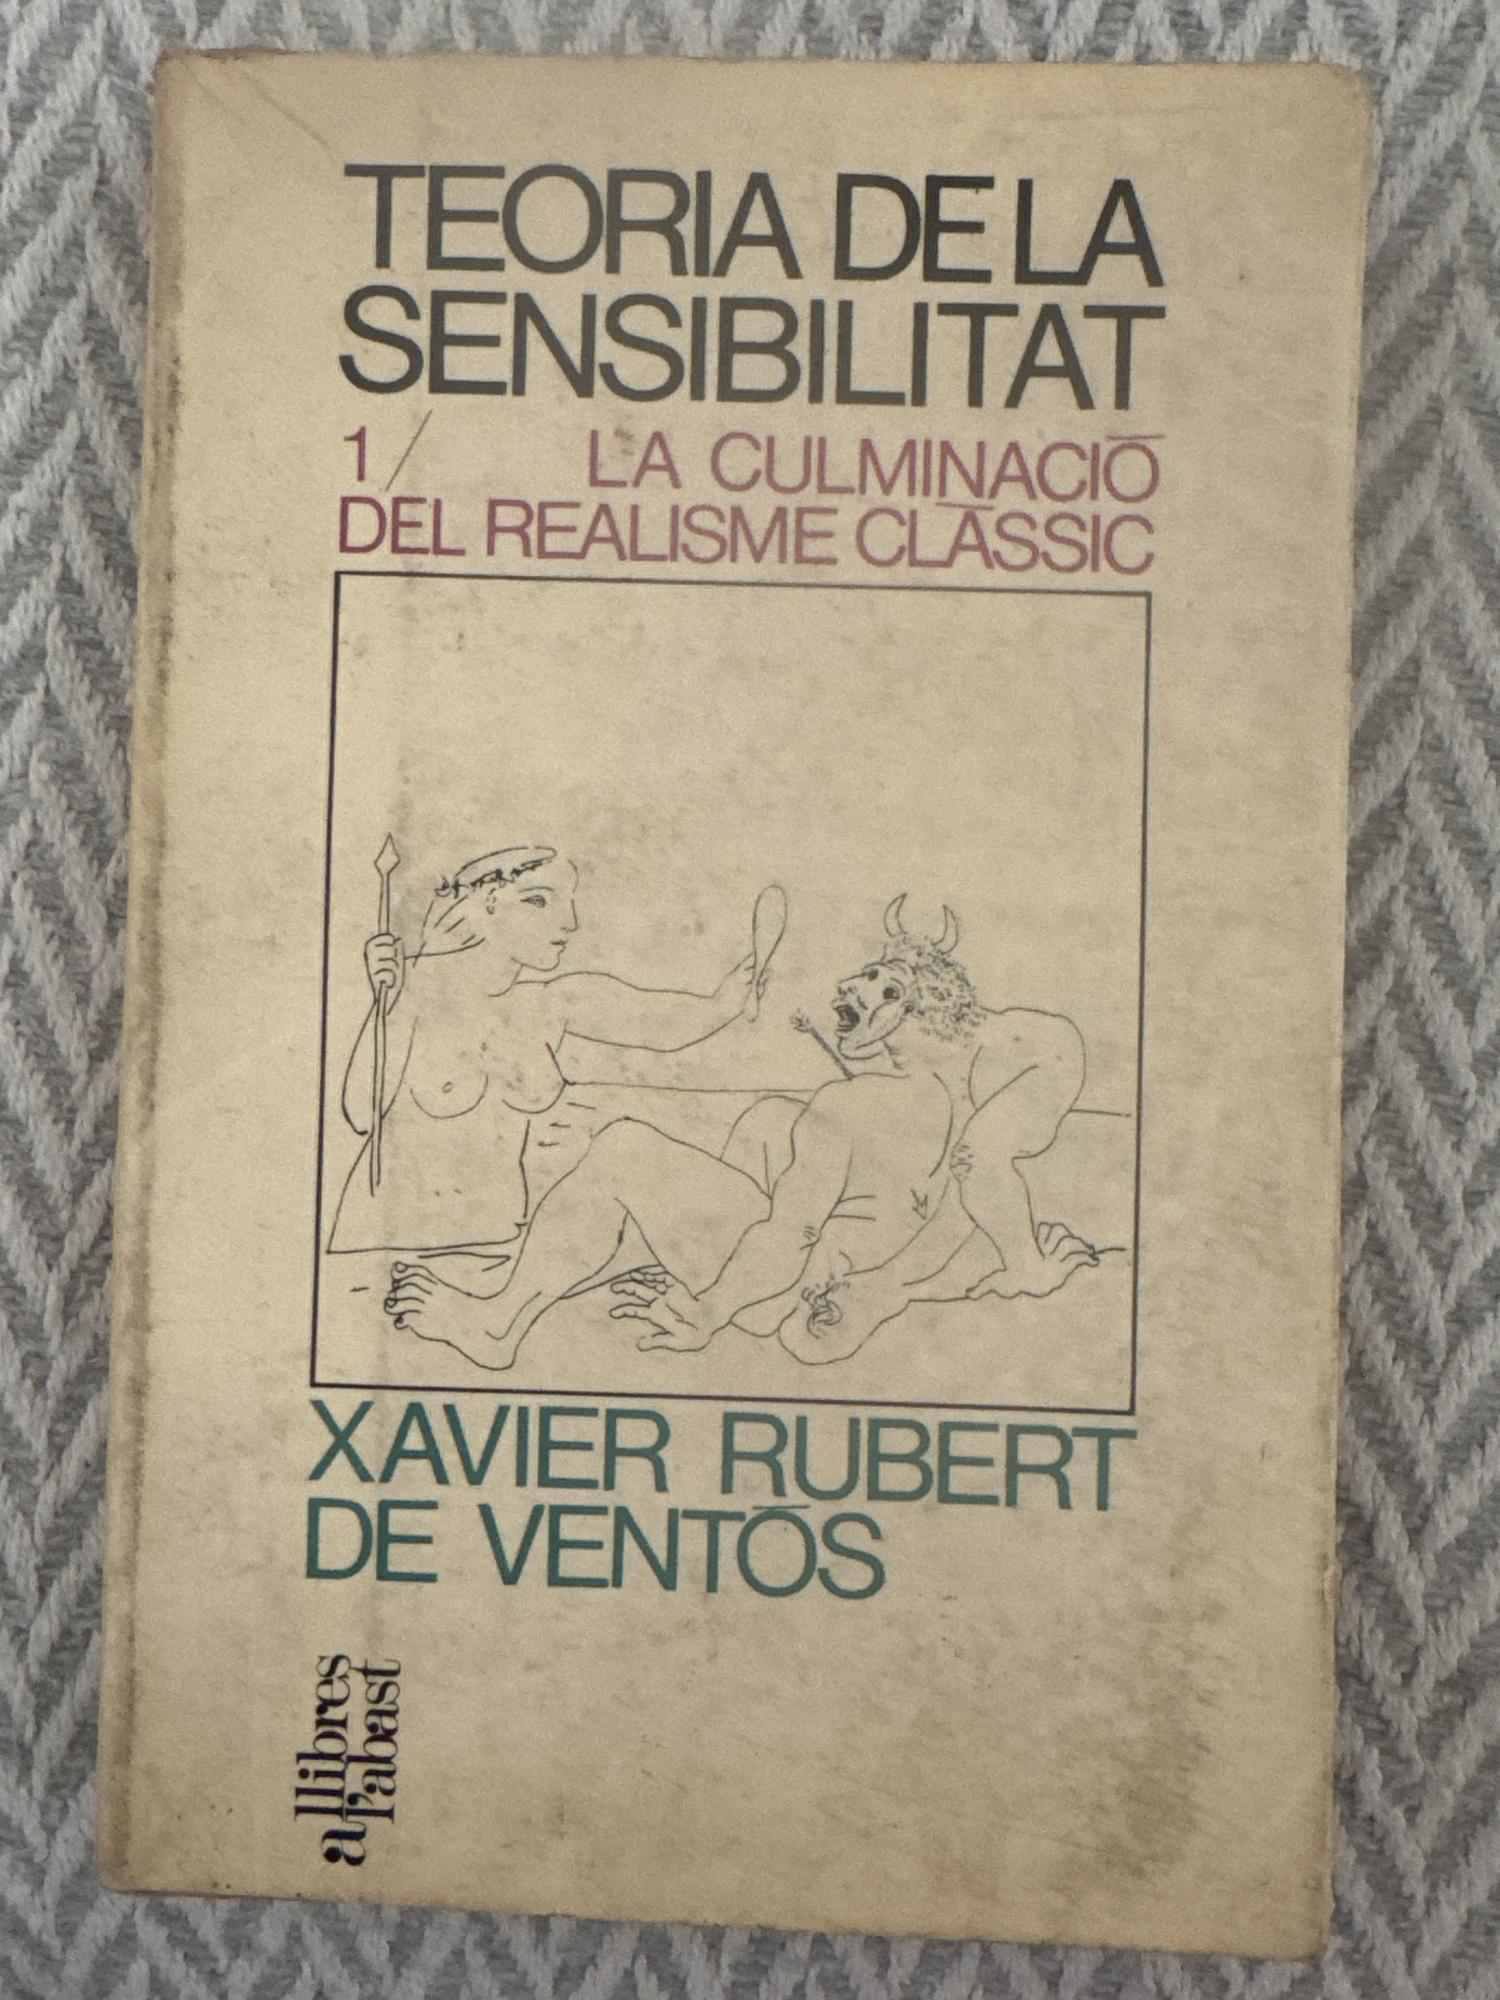 TEORIA DE LA
SENSIBILITAT
1/ LA CULMINACIÓ
DEL REALISME CLÀSSIC
XAVIER RUBERT
DE VENTÓS
a llibres
l'abast